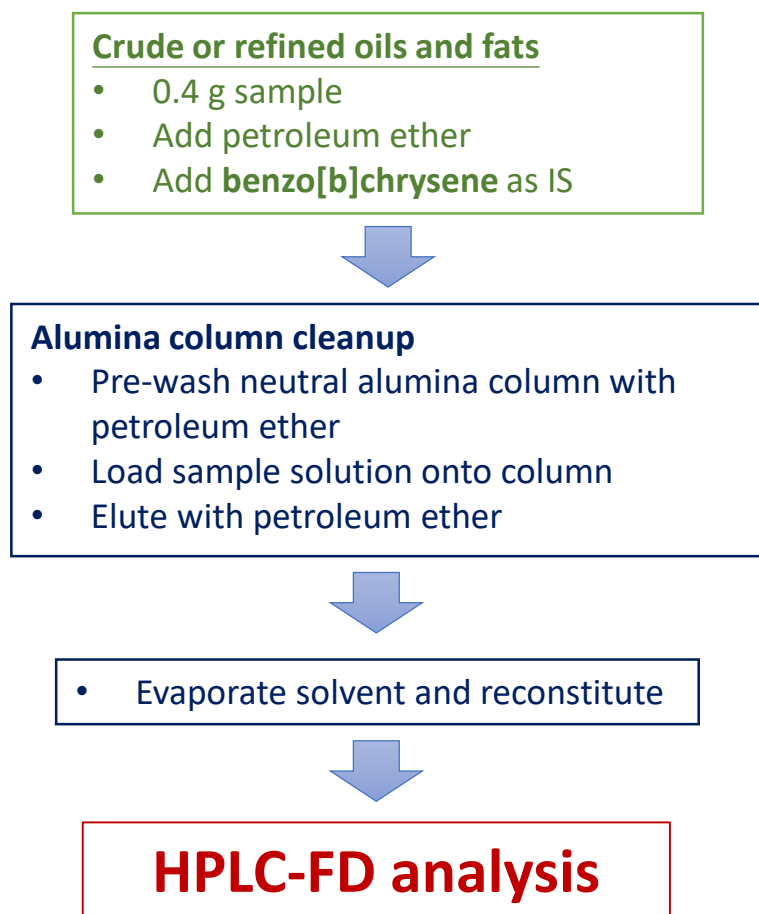 Crude or refined oils and fats
• 0.4 g sample
• Add petroleum ether
• Add benzo[b]chrysene as IS
Alumina column cleanup
• Pre-wash neutral alumina column with
petroleum ether
• Load sample solution onto column
• Elute with petroleum ether
• Evaporate solvent and reconstitute
HPLC-FD analysis